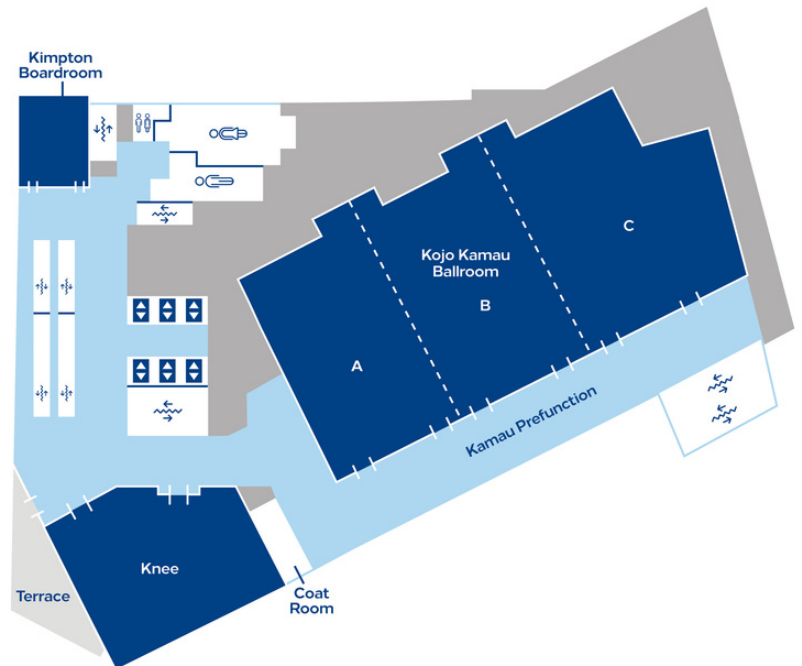 Kimpton
Boardroom
Kojo Kamau
Ballroom
C
B
A
Kamau Prefunction
Knee
Terrace
Coat
Room